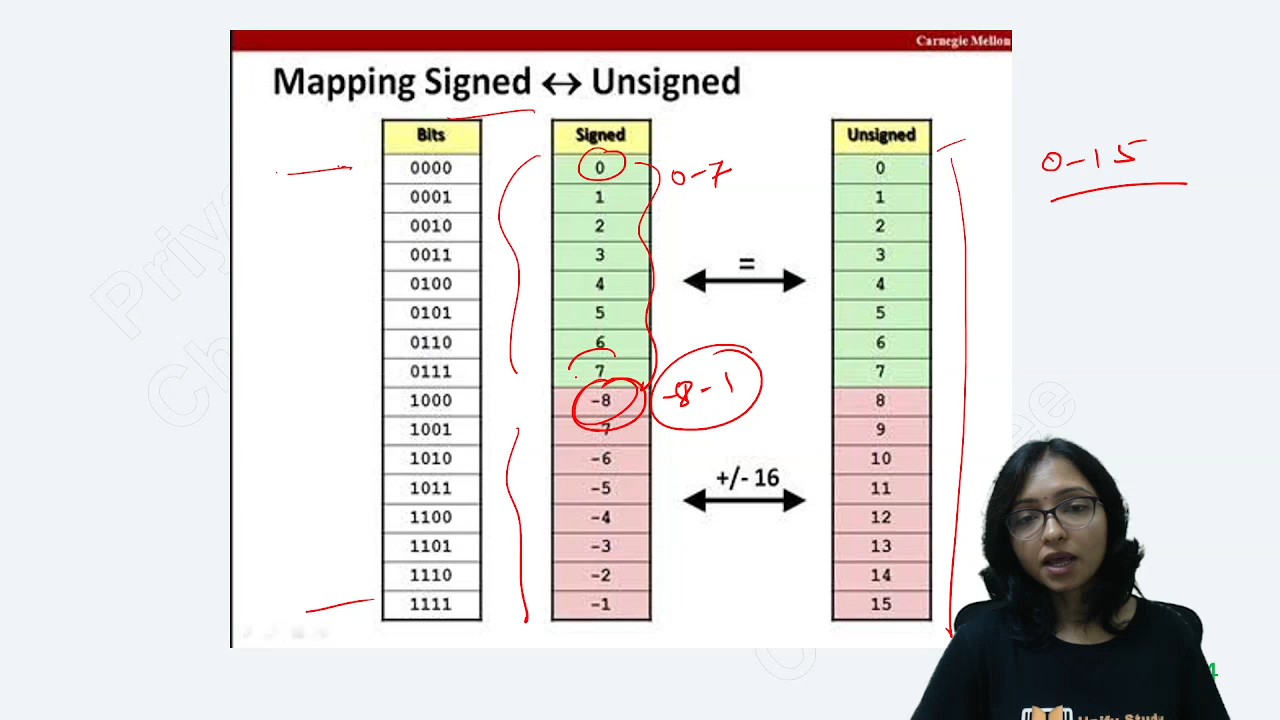 Carnegie Mellon
Mapping Signed ↔ Unsigned
Bits Signed Unsigned
0000 0 0
0001 1 1
0010 2 2
0011 3 3
0100 4 4
0101 5 5
0110 6 6
0111 7 7
1000 -8 8
1001 -7 9
1010 -6 10
1011 -5 11
1100 -4 12
1101 -3 13
1110 -2 14
1111 -1 15
=
+/- 16
0-7
-8-1
0-15
Unify Study
4